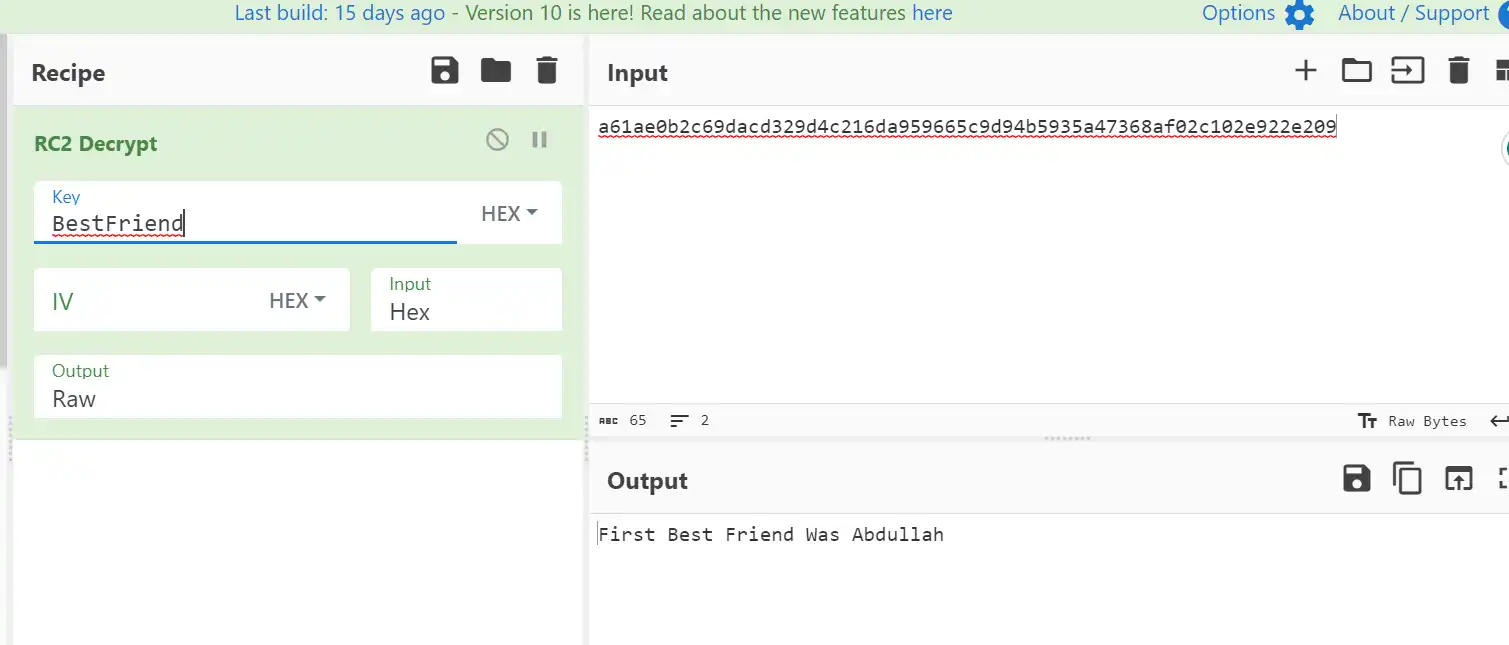 Last build: 15 days ago - Version 10 is here! Read about the new features here
Options
About / Support
Recipe
Input
RC2 Decrypt
a61ae0b2c69dacd329d4c216da959665c9d94b5935a47368af02c102e922e209
Key
BestFriend
HEX
IV
HEX
Input
Hex
Output
Raw
ABC 65
2
Raw Bytes
Output
First Best Friend Was Abdullah